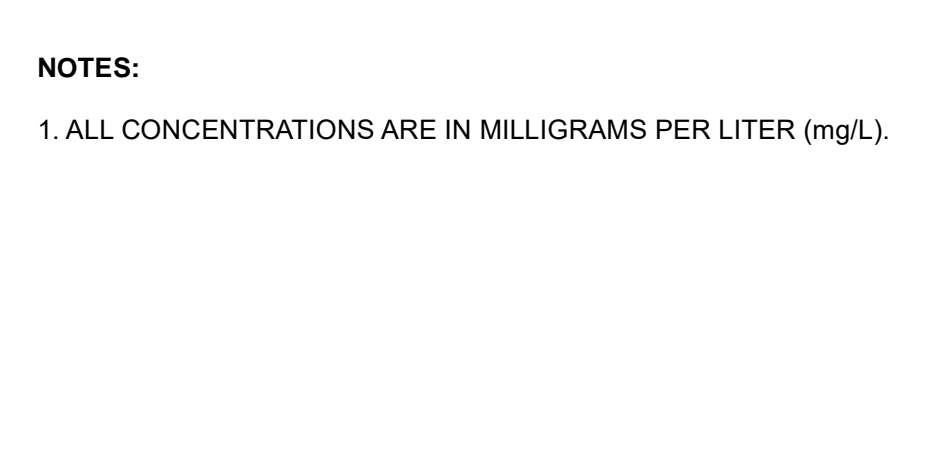 NOTES:
1. ALL CONCENTRATIONS ARE IN MILLIGRAMS PER LITER (mg/L).